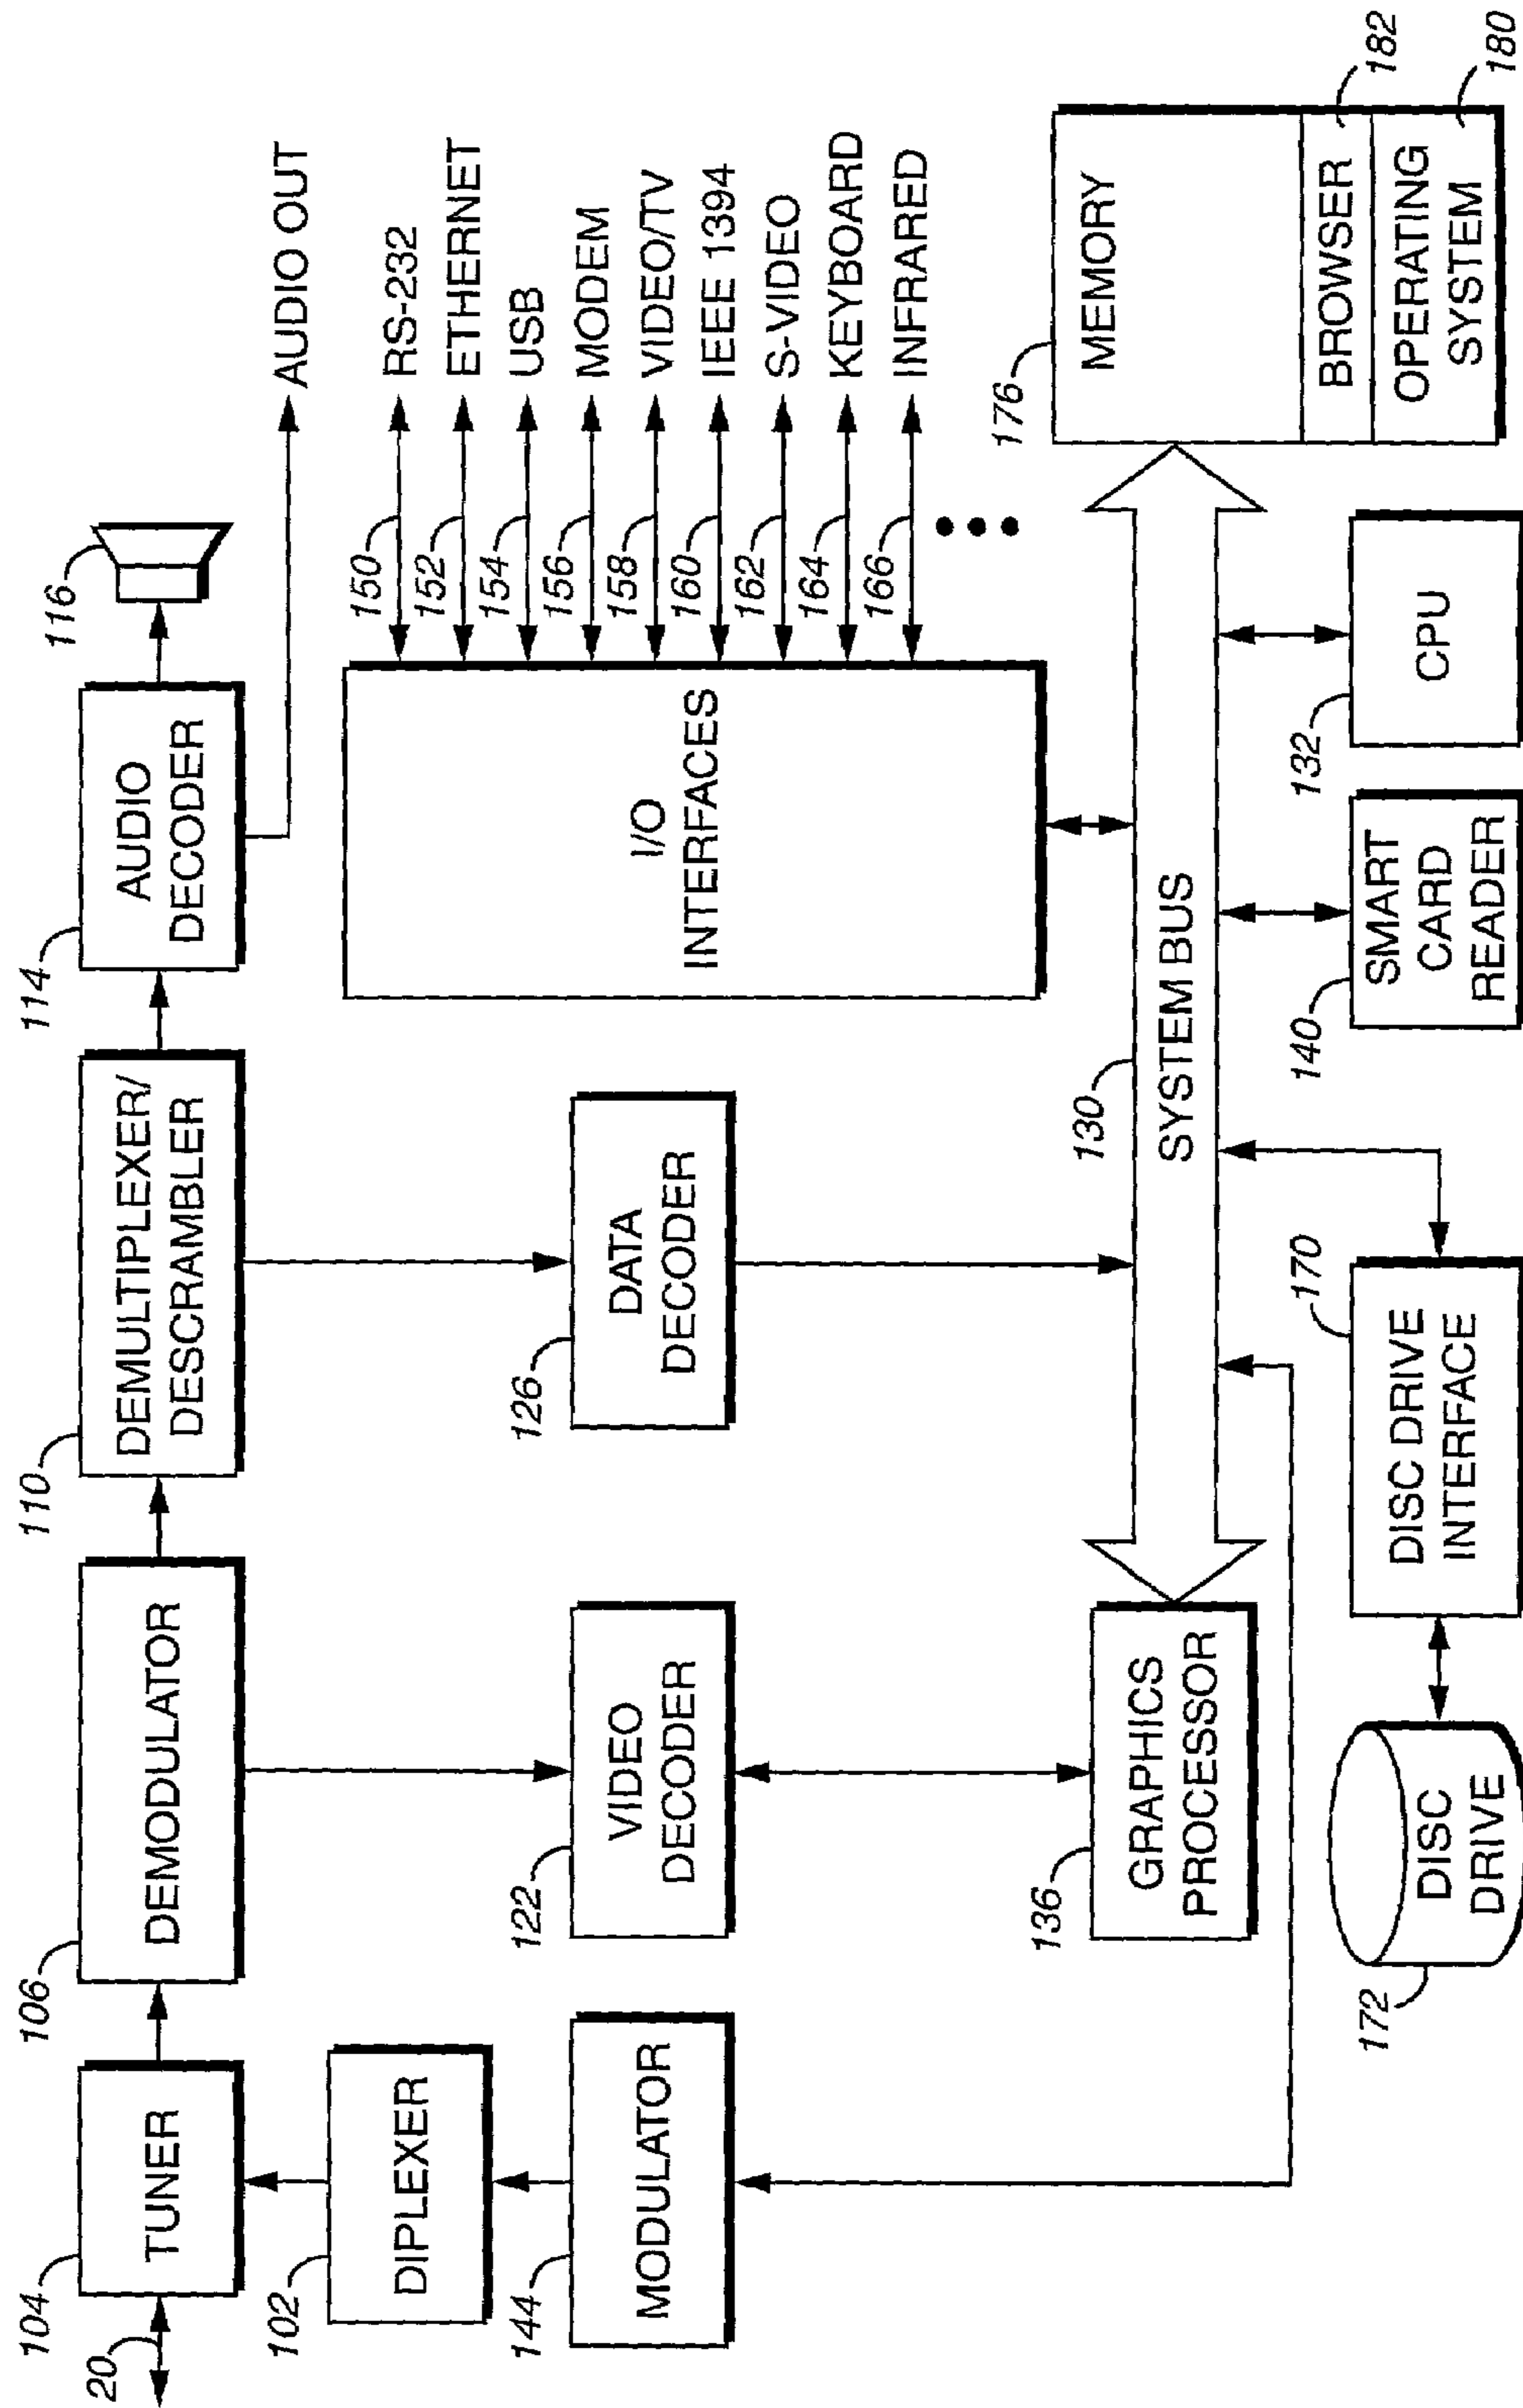 20
104
TUNER
106
DEMODULATOR
110
DEMULTIPLEXER/
DESCRAMBLER
114
AUDIO
DECODER
116
AUDIO OUT
102
DIPLEXER
144
MODULATOR
122
VIDEO
DECODER
126
DATA
DECODER
I/O
INTERFACES
150
RS-232
152
ETHERNET
154
USB
156
MODEM
158
VIDEO/TV
160
IEEE 1394
162
S-VIDEO
164
KEYBOARD
166
INFRARED
136
GRAPHICS
PROCESSOR
130
SYSTEM BUS
176
MEMORY
BROWSER
182
OPERATING
SYSTEM
180
172
DISC
DRIVE
170
DISC DRIVE
INTERFACE
140
SMART
CARD
READER
132
CPU